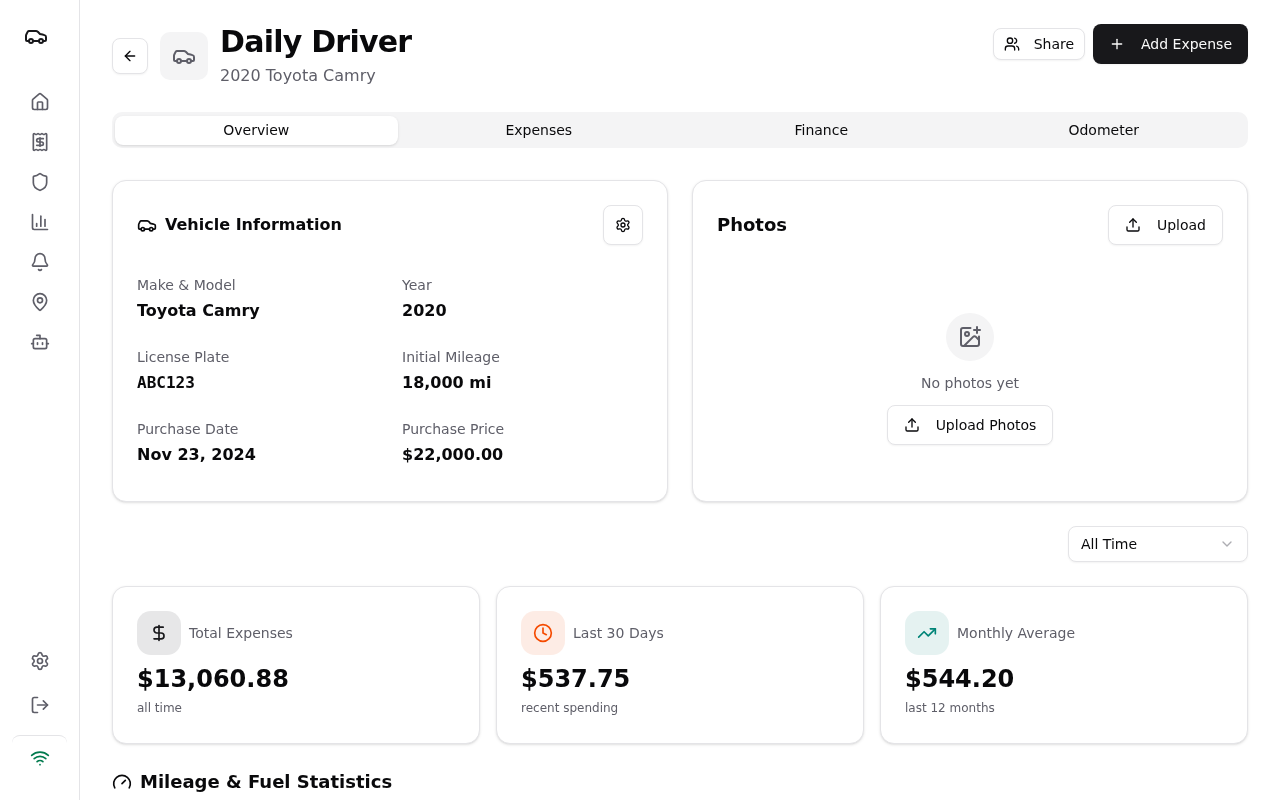 Daily Driver
2020 Toyota Camry
Share
Add Expense
Overview
Expenses
Finance
Odometer
Vehicle Information
Make & Model
Toyota Camry
Year
2020
License Plate
ABC123
Initial Mileage
18,000 mi
Purchase Date
Nov 23, 2024
Purchase Price
$22,000.00
Photos
Upload
No photos yet
Upload Photos
All Time
Total Expenses
$13,060.88
all time
Last 30 Days
$537.75
recent spending
Monthly Average
$544.20
last 12 months
Mileage & Fuel Statistics